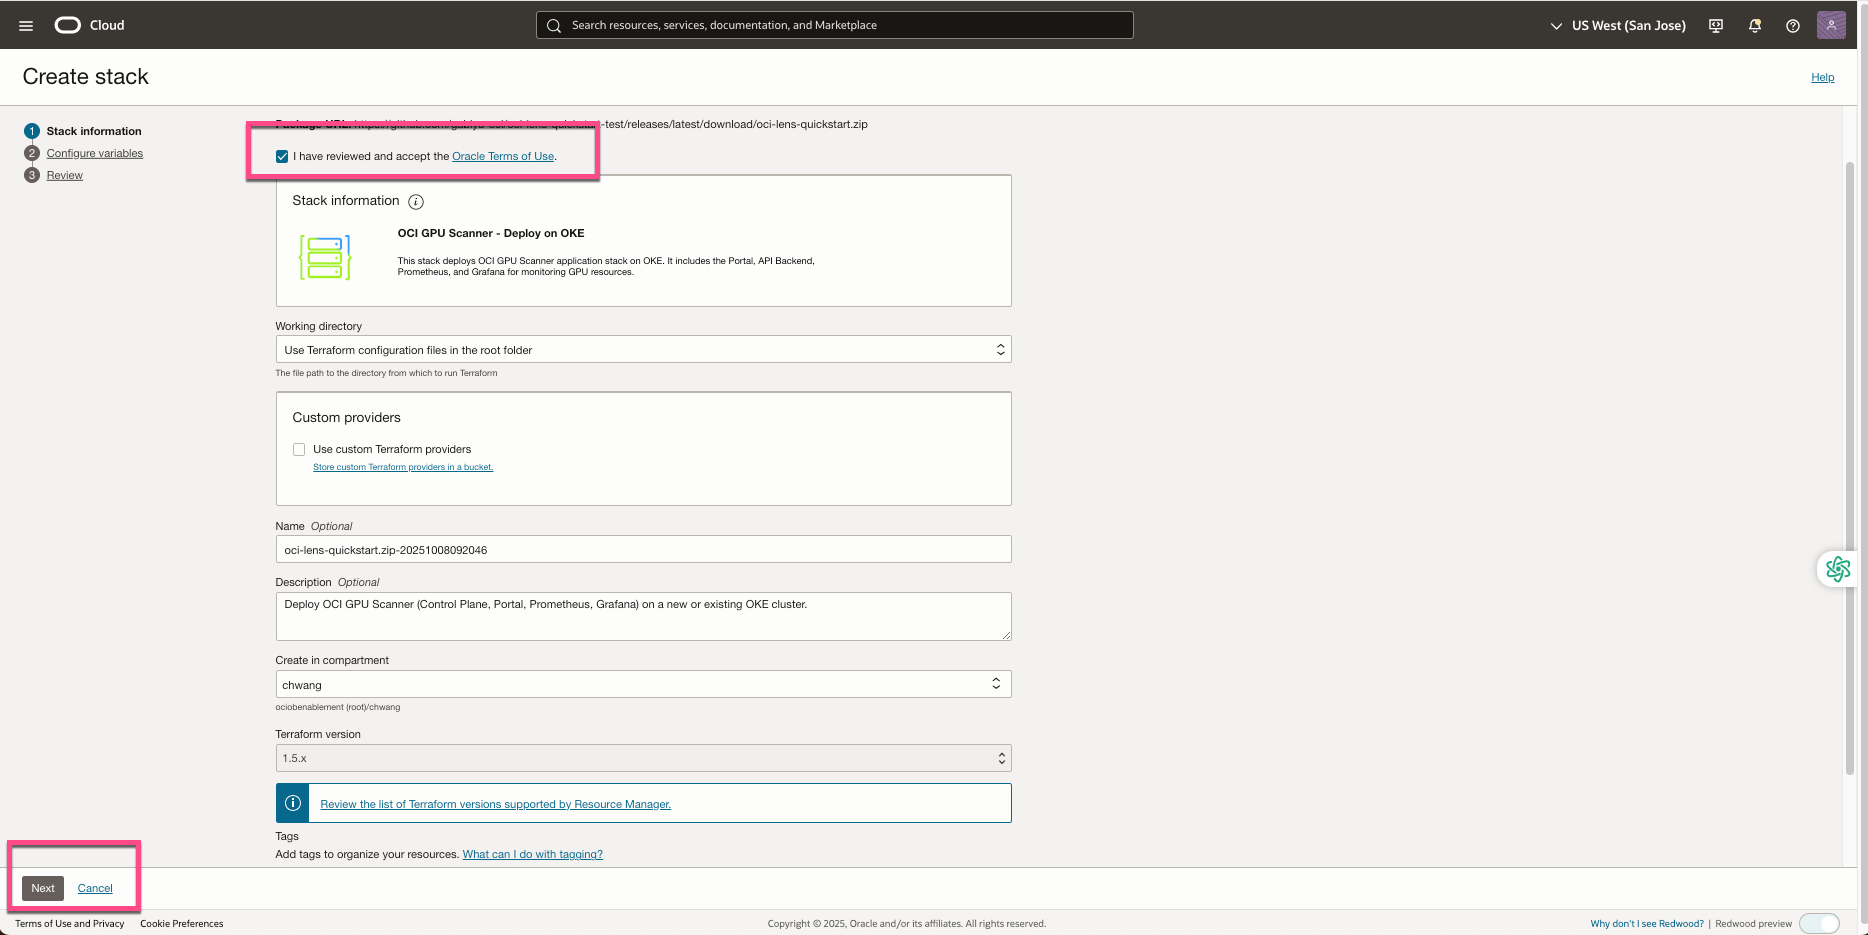 Cloud
Search resources, services, documentation, and Marketplace
US West (San Jose)
Create stack
Help
1 Stack information
2 Configure variables
3 Review
-test/releases/latest/download/oci-lens-quickstart.zip
I have reviewed and accept the Oracle Terms of Use.
Stack information
OCI GPU Scanner - Deploy on OKE
This stack deploys OCI GPU Scanner application stack on OKE. It includes the Portal, API Backend,
Prometheus, and Grafana for monitoring GPU resources.
Working directory
Use Terraform configuration files in the root folder
The file path to the directory from which to run Terraform
Custom providers
Use custom Terraform providers
Store custom Terraform providers in a bucket.
Name Optional
oci-lens-quickstart.zip-20251008092046
Description Optional
Deploy OCI GPU Scanner (Control Plane, Portal, Prometheus, Grafana) on a new or existing OKE cluster.
Create in compartment
chwang
ociobenablement (root)/chwang
Terraform version
1.5.x
Review the list of Terraform versions supported by Resource Manager.
Tags
Add tags to organize your resources. What can I do with tagging?
Next Cancel
Terms of Use and Privacy Cookie Preferences
Copyright © 2025, Oracle and/or its affiliates. All rights reserved.
Why don't I see Redwood? | Redwood preview